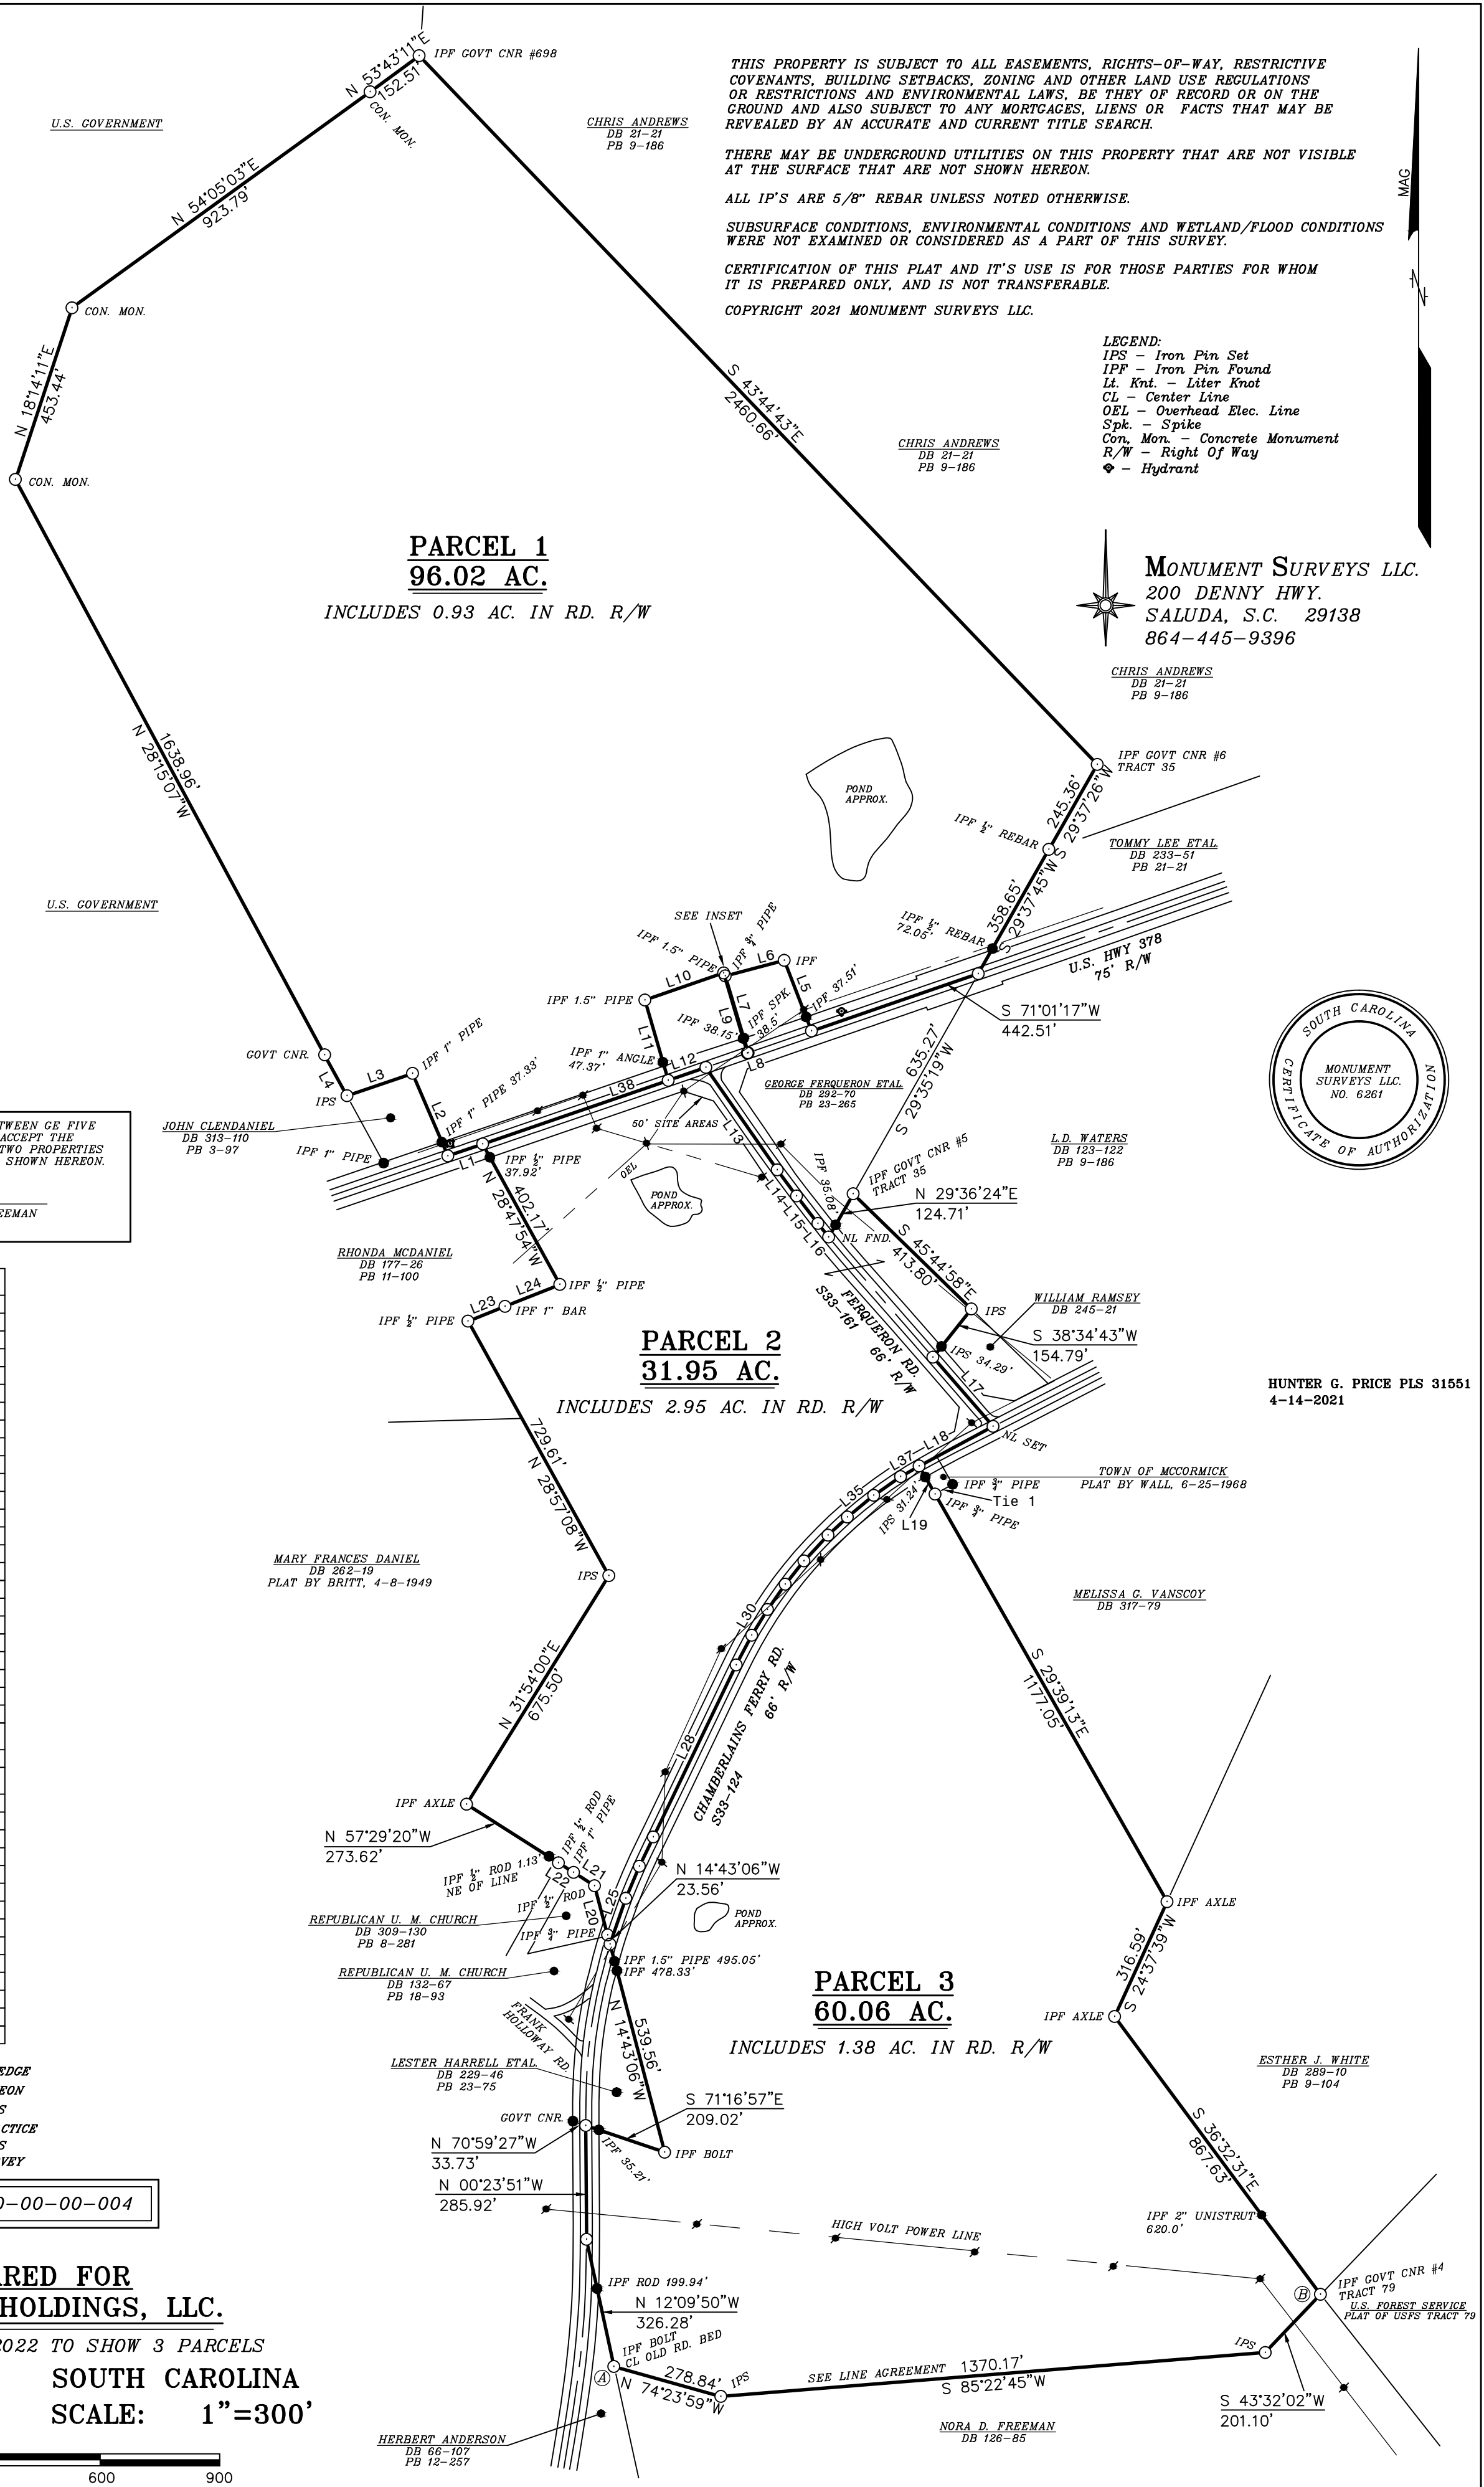 N 53°43'11"E
152.51'
IPF GOVT CNR #698
CON. MON.
U.S. GOVERNMENT
N 54°05'03"E
923.79'
CHRIS ANDREWS
DB 21-21
PB 9-186
THIS PROPERTY IS SUBJECT TO ALL EASEMENTS, RIGHTS-OF-WAY, RESTRICTIVE
COVENANTS, BUILDING SETBACKS, ZONING AND OTHER LAND USE REGULATIONS
OR RESTRICTIONS AND ENVIRONMENTAL LAWS, BE THEY OF RECORD OR ON THE
GROUND AND ALSO SUBJECT TO ANY MORTGAGES, LIENS OR FACTS THAT MAY BE
REVEALED BY AN ACCURATE AND CURRENT TITLE SEARCH.
THERE MAY BE UNDERGROUND UTILITIES ON THIS PROPERTY THAT ARE NOT VISIBLE
AT THE SURFACE THAT ARE NOT SHOWN HEREON.
ALL IP'S ARE 5/8" REBAR UNLESS NOTED OTHERWISE.
SUBSURFACE CONDITIONS, ENVIRONMENTAL CONDITIONS AND WETLAND/FLOOD CONDITIONS
WERE NOT EXAMINED OR CONSIDERED AS A PART OF THIS SURVEY.
CERTIFICATION OF THIS PLAT AND IT'S USE IS FOR THOSE PARTIES FOR WHOM
IT IS PREPARED ONLY, AND IS NOT TRANSFERABLE.
COPYRIGHT 2021 MONUMENT SURVEYS LLC.
MAG
N
CON. MON.
N 18°14'11"E
453.44'
CON. MON.
LEGEND:
IPS - Iron Pin Set
IPF - Iron Pin Found
Lt. Knt. - Liter Knot
CL - Center Line
OEL - Overhead Elec. Line
Spk. - Spike
Con, Mon. - Concrete Monument
R/W - Right Of Way
- Hydrant
S 43°44'43"E
2460.66'
CHRIS ANDREWS
DB 21-21
PB 9-186
PARCEL 1
96.02 AC.
INCLUDES 0.93 AC. IN RD. R/W
MONUMENT SURVEYS LLC.
200 DENNY HWY.
SALUDA, S.C. 29138
864-445-9396
CHRIS ANDREWS
DB 21-21
PB 9-186
1638.96'
N 28°15'07"W
IPF GOVT CNR #6
TRACT 35
POND
APPROX.
245.36'
S 29°37'26"W
IPF ½" REBAR
TOMMY LEE ETAL.
DB 233-51
PB 21-21
358.65'
S 29°37'45"W
IPF ½" REBAR
72.05'
U.S. GOVERNMENT
SEE INSET
IPF 1.5" PIPE
IPF ¾" PIPE
L6
IPF
L10
L5
IPF 37.51'
U.S. HWY 378
75' R/W
IPF 1.5" PIPE
L7
L9
IPF SPK.
38.5'
IPF 38.15'
S 71°01'17"W
442.51'
L11
IPF 1" ANGLE
47.37'
L12
L8
GOVT CNR.
IPF 1" PIPE
L3
L4
IPS
L2
IPF 1" PIPE 37.33'
L38
GEORGE FERQUERON ETAL
DB 292-70
PB 23-265
635.27'
S 29°35'19"W
MONUMENT
SURVEYS LLC.
NO. 6261
SOUTH CAROLINA
CERTIFICATE OF AUTHORIZATION
TWEEN GE FIVE
ACCEPT THE
TWO PROPERTIES
SHOWN HEREON.
EEMAN
JOHN CLENDANIEL
DB 313-110
PB 3-97
IPF 1" PIPE
L1
IPF ½" PIPE
37.92'
50' SITE AREAS
L13
OEL
L.D. WATERS
DB 123-122
PB 9-186
402.17'
N 28°47'54"W
POND
APPROX.
L14
L15
L16
IPF 35.08'
IPF GOVT CNR #5
TRACT 35
N 29°36'24"E
124.71'
NL FND.
S 45°44'58"E
413.80'
RHONDA MCDANIEL
DB 177-26
PB 11-100
L24
IPF ½" PIPE
L23
IPF 1" BAR
IPF ½" PIPE
FERQUERON RD.
S33-161
66' R/W
IPS
WILLIAM RAMSEY
DB 245-21
S 38°34'43"W
154.79'
IPS 34.29'
L17
PARCEL 2
31.95 AC.
INCLUDES 2.95 AC. IN RD. R/W
HUNTER G. PRICE PLS 31551
4-14-2021
729.61'
N 28°57'08"W
L18
NL SET
L37
L35
IPS 31.24'
IPF ¾" PIPE
Tie 1
L19
IPF ¾" PIPE
TOWN OF MCCORMICK
PLAT BY WALL, 6-25-1968
MARY FRANCES DANIEL
DB 262-19
PLAT BY BRITT, 4-8-1949
IPS
MELISSA G. VANSCOY
DB 317-79
L30
N 31°54'00"E
675.50'
CHAMBERLAINS FERRY RD.
S33-124
66' R/W
S 29°39'13"E
1177.05'
L28
IPF AXLE
N 57°29'20"W
273.62'
IPF ½" ROD
IPF 1" PIPE
IPF ½" ROD 1.13'
NE OF LINE
L22
L21
IPF ½" ROD
L20
L25
N 14°43'06"W
23.56'
IPF ¾" PIPE
POND
APPROX.
REPUBLICAN U. M. CHURCH
DB 309-130
PB 8-281
IPF AXLE
316.59'
S 24°37'39"W
IPF AXLE
REPUBLICAN U. M. CHURCH
DB 132-67
PB 18-93
IPF 1.5" PIPE 495.05'
IPF 478.33'
FRANK
HOLLOWAY RD.
539.56'
N 14°43'06"W
PARCEL 3
60.06 AC.
INCLUDES 1.38 AC. IN RD. R/W
LESTER HARRELL ETAL.
DB 229-46
PB 23-75
ESTHER J. WHITE
DB 289-10
PB 9-104
EDGE
EON
S
CTICE
S
VEY
S 71°16'57"E
209.02'
GOVT CNR.
N 70°59'27"W
33.73'
IPF 35.21'
IPF BOLT
N 00°23'51"W
285.92'
S 36°32'31"E
867.63'
0-00-00-004
HIGH VOLT POWER LINE
IPF 2" UNISTRUT
620.0'
IPF ROD 199.94'
N 12°09'50"W
326.28'
B
IPF GOVT CNR #4
TRACT 79
U.S. FOREST SERVICE
PLAT OF USFS TRACT 79
RED FOR
HOLDINGS, LLC.
2022 TO SHOW 3 PARCELS
SOUTH CAROLINA
SCALE: 1"=300'
600 900
IPF BOLT
CL OLD RD. BED
A
278.84'
N 74°23'59"W
IPS
SEE LINE AGREEMENT 1370.17'
S 85°22'45"W
IPS
S 43°32'02"W
201.10'
HERBERT ANDERSON
DB 66-107
PB 12-257
NORA D. FREEMAN
DB 126-85